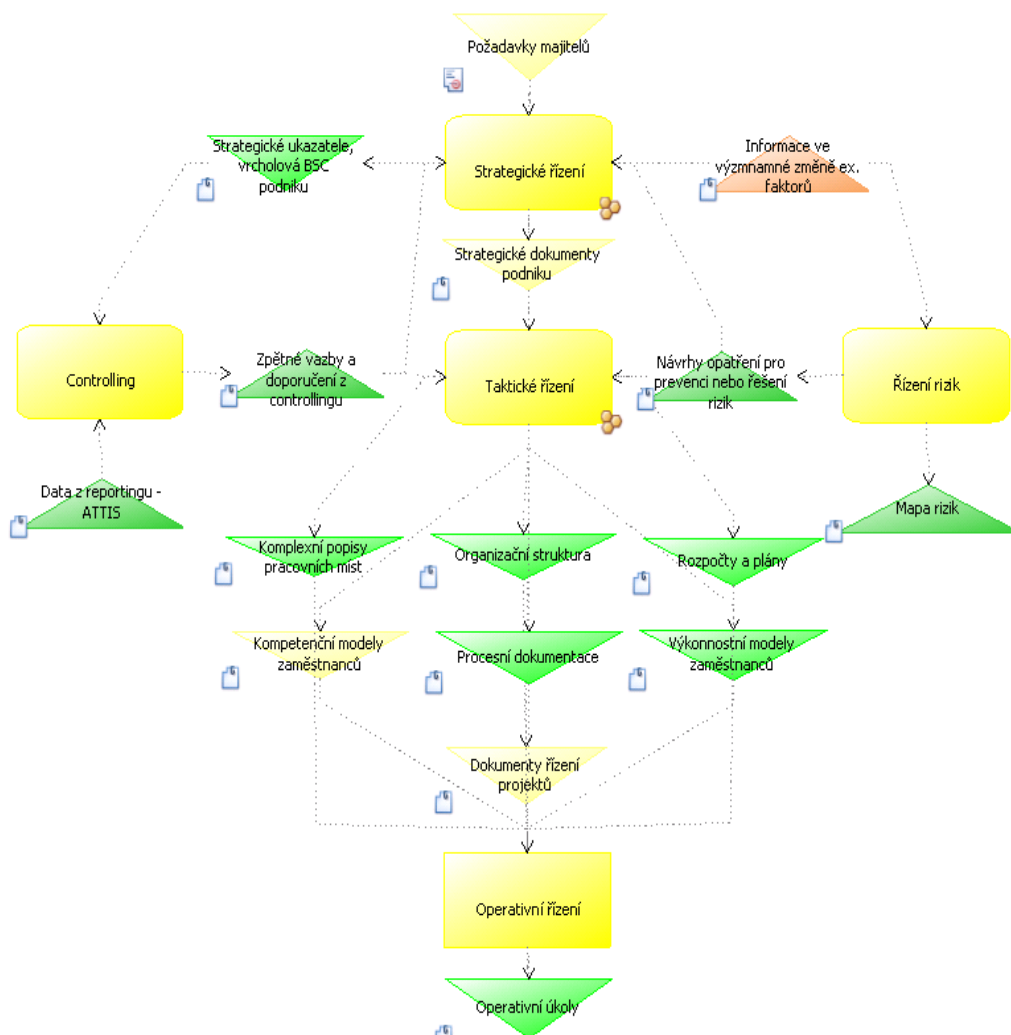 Požadavky majitelů
Strategické ukazatele,
vrcholová BSC
podniku
Strategické řízení
Informace ve
význmamné změně ex.
faktorů
Strategické dokumenty
podniku
Controlling
Zpětné vazby a
doporučení z
controllingu
Taktické řízení
Návrhy opatření pro
prevenci nebo řešení
rizik
Řízení rizik
Data z reportingu -
ATTIS
Mapa rizik
Komplexní popisy
pracovních míst
Organizační struktura
Rozpočty a plány
Kompetenční modely
zaměstnanců
Procesní dokumentace
Výkonnostní modely
zaměstnanců
Dokumenty řízení
projektů
Operativní řízení
Operativní úkoly